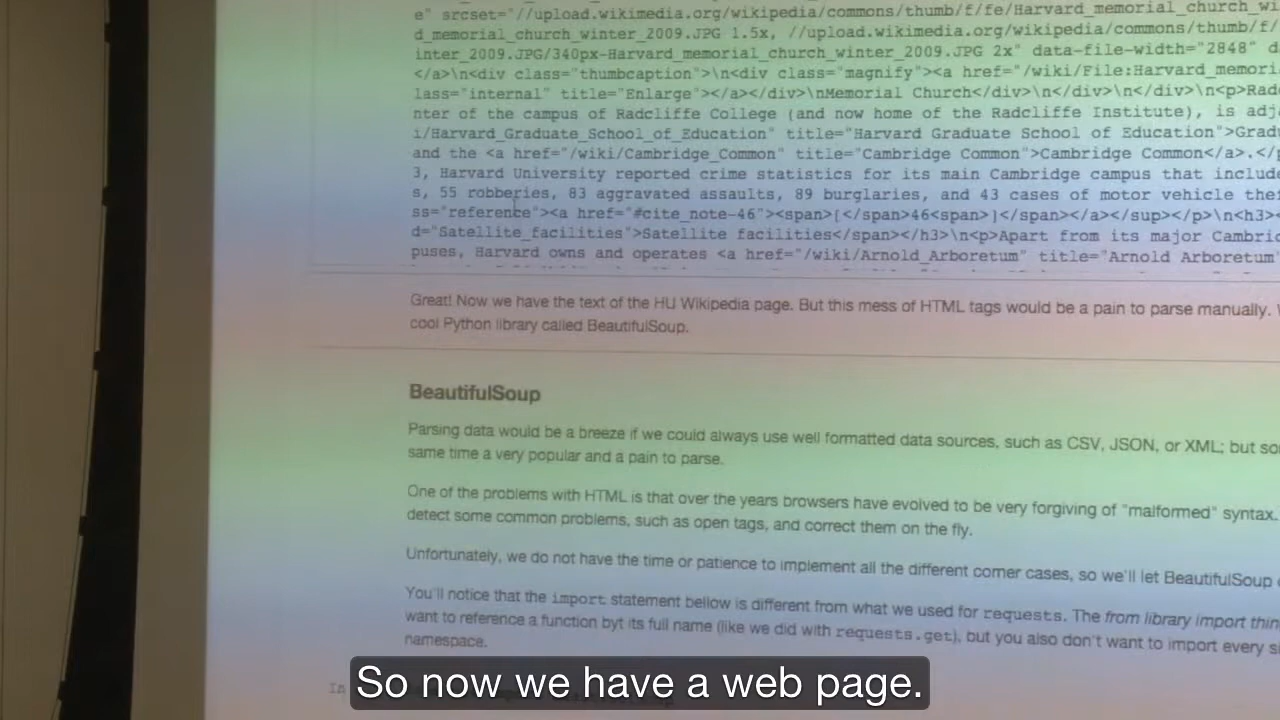 e" srcset="//upload.wikimedia.org/wikipedia/commons/thumb/f/fe/Harvard_memorial_church_wi
d_memorial_church_winter_2009.JPG 1.5x, //upload.wikimedia.org/wikipedia/commons/thumb/f/
inter_2009.JPG/340px-Harvard_memorial_church_winter_2009.JPG 2x" data-file-width="2848" d
</a>\n<div class="thumbcaption">\n<div class="magnify"><a href="/wiki/File:Harvard_memori
lass="internal" title="Enlarge"></a></div>\nMemorial Church</div>\n</div>\n</div>\n<p>Rad
nter of the campus of Radcliffe College (and now home of the Radcliffe Institute), is adj
i/Harvard_Graduate_School_of_Education" title="Harvard Graduate School of Education">Grad
and the <a href="/wiki/Cambridge_Common" title="Cambridge Common">Cambridge Common</a>.</p
3, Harvard University reported crime statistics for its main Cambridge campus that include
s, 55 robberies, 83 aggravated assaults, 89 burglaries, and 43 cases of motor vehicle thef
ss="reference"><a href="#cite_note-46"><span>[</span>46<span>]</span></a></sup></p>\n<h3><
d="Satellite_facilities">Satellite facilities</span></h3>\n<p>Apart from its major Cambrid
puses, Harvard owns and operates <a href="/wiki/Arnold_Arboretum" title="Arnold Arboretum"
Great! Now we have the text of the HU Wikipedia page. But this mess of HTML tags would be a pain to parse manually.
cool Python library called BeautifulSoup.
BeautifulSoup
Parsing data would be a breeze if we could always use well formatted data sources, such as CSV, JSON, or XML; but so
same time a very popular and a pain to parse.
One of the problems with HTML is that over the years browsers have evolved to be very forgiving of "malformed" syntax.
detect some common problems, such as open tags, and correct them on the fly.
Unfortunately, we do not have the time or patience to implement all the different corner cases, so we'll let BeautifulSoup
You'll notice that the import statement bellow is different from what we used for requests. The from library import thin
want to reference a function byt its full name (like we did with requests.get), but you also don't want to import every si
namespace.
In
So now we have a web page.